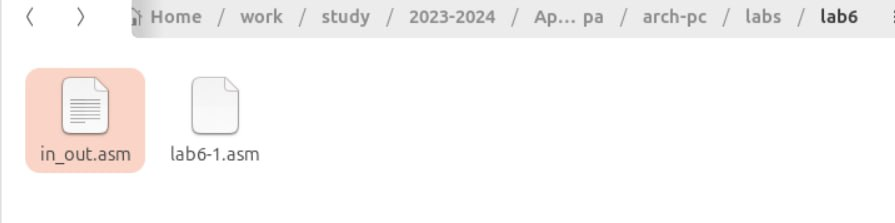 Home / work / study / 2023-2024 / Ap... pa / arch-pc / labs / lab6
in_out.asm lab6-1.asm